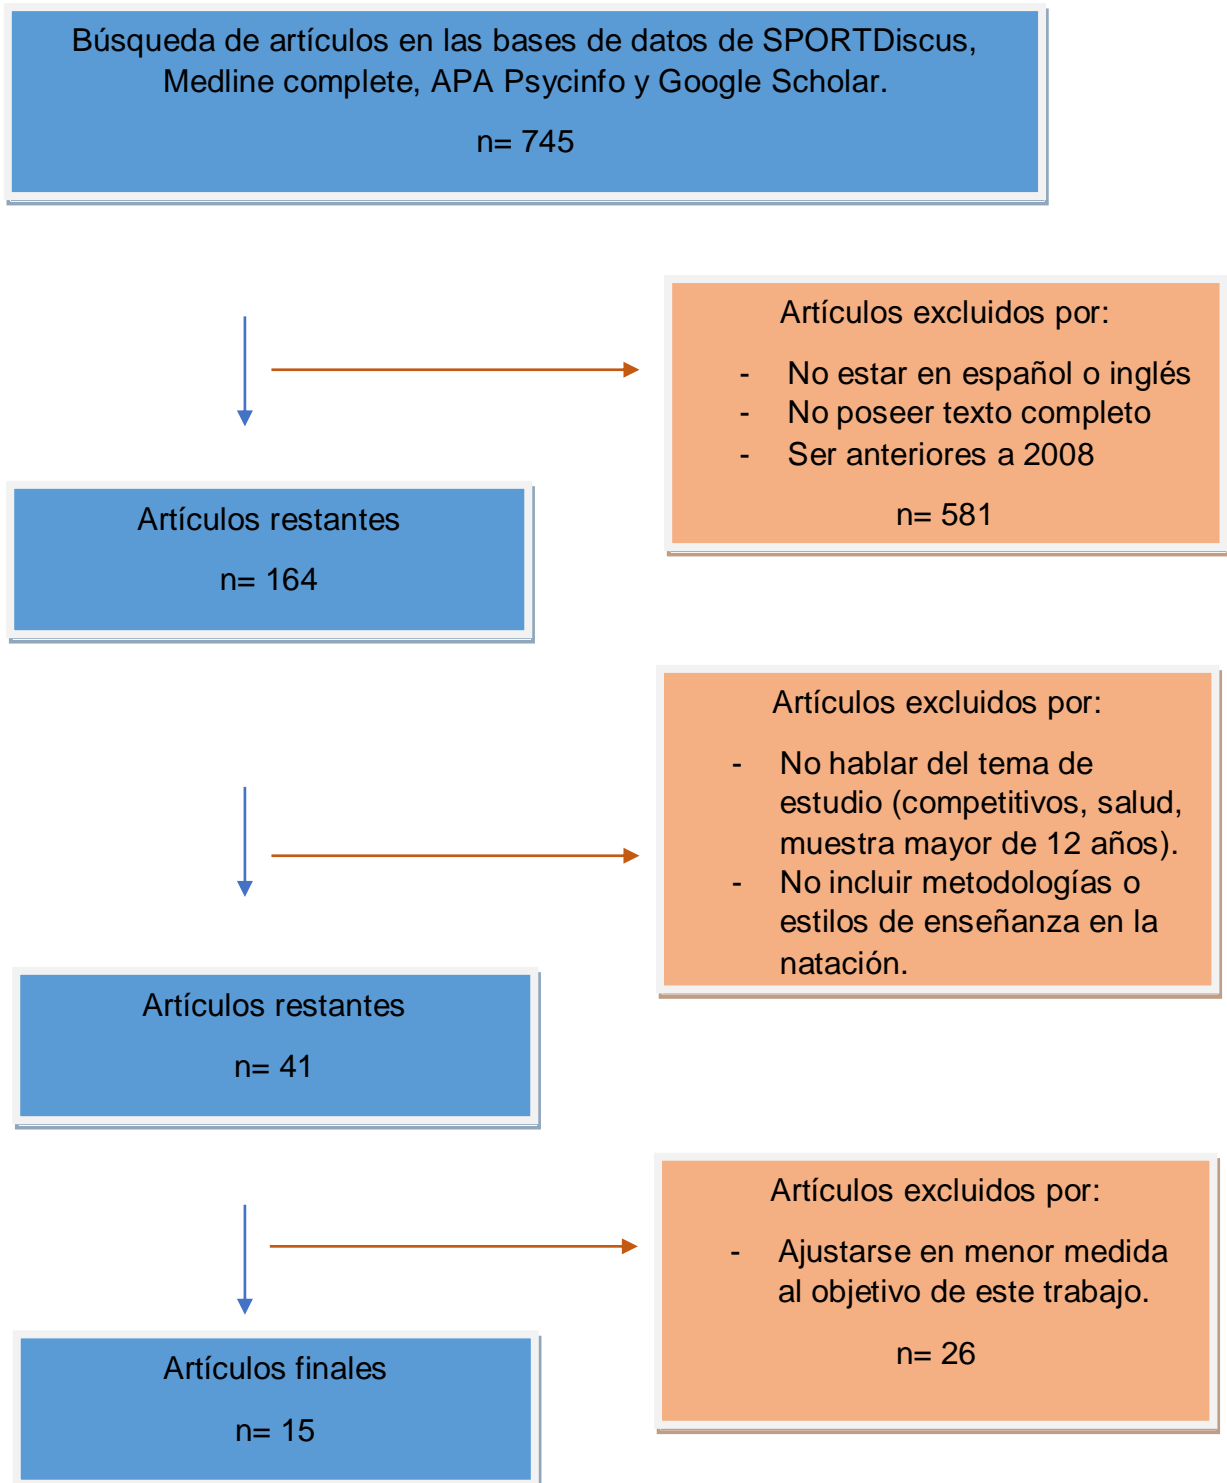 Búsqueda de artículos en las bases de datos de SPORTDiscus,
Medline complete, APA Psycinfo y Google Scholar.
n= 745
Artículos excluidos por:
- No estar en español o inglés
- No poseer texto completo
- Ser anteriores a 2008
n= 581
Artículos restantes
n= 164
Artículos excluidos por:
- No hablar del tema de
estudio (competitivos, salud,
muestra mayor de 12 años).
- No incluir metodologías o
estilos de enseñanza en la
natación.
Artículos restantes
n= 41
Artículos excluidos por:
- Ajustarse en menor medida
al objetivo de este trabajo.
n= 26
Artículos finales
n= 15